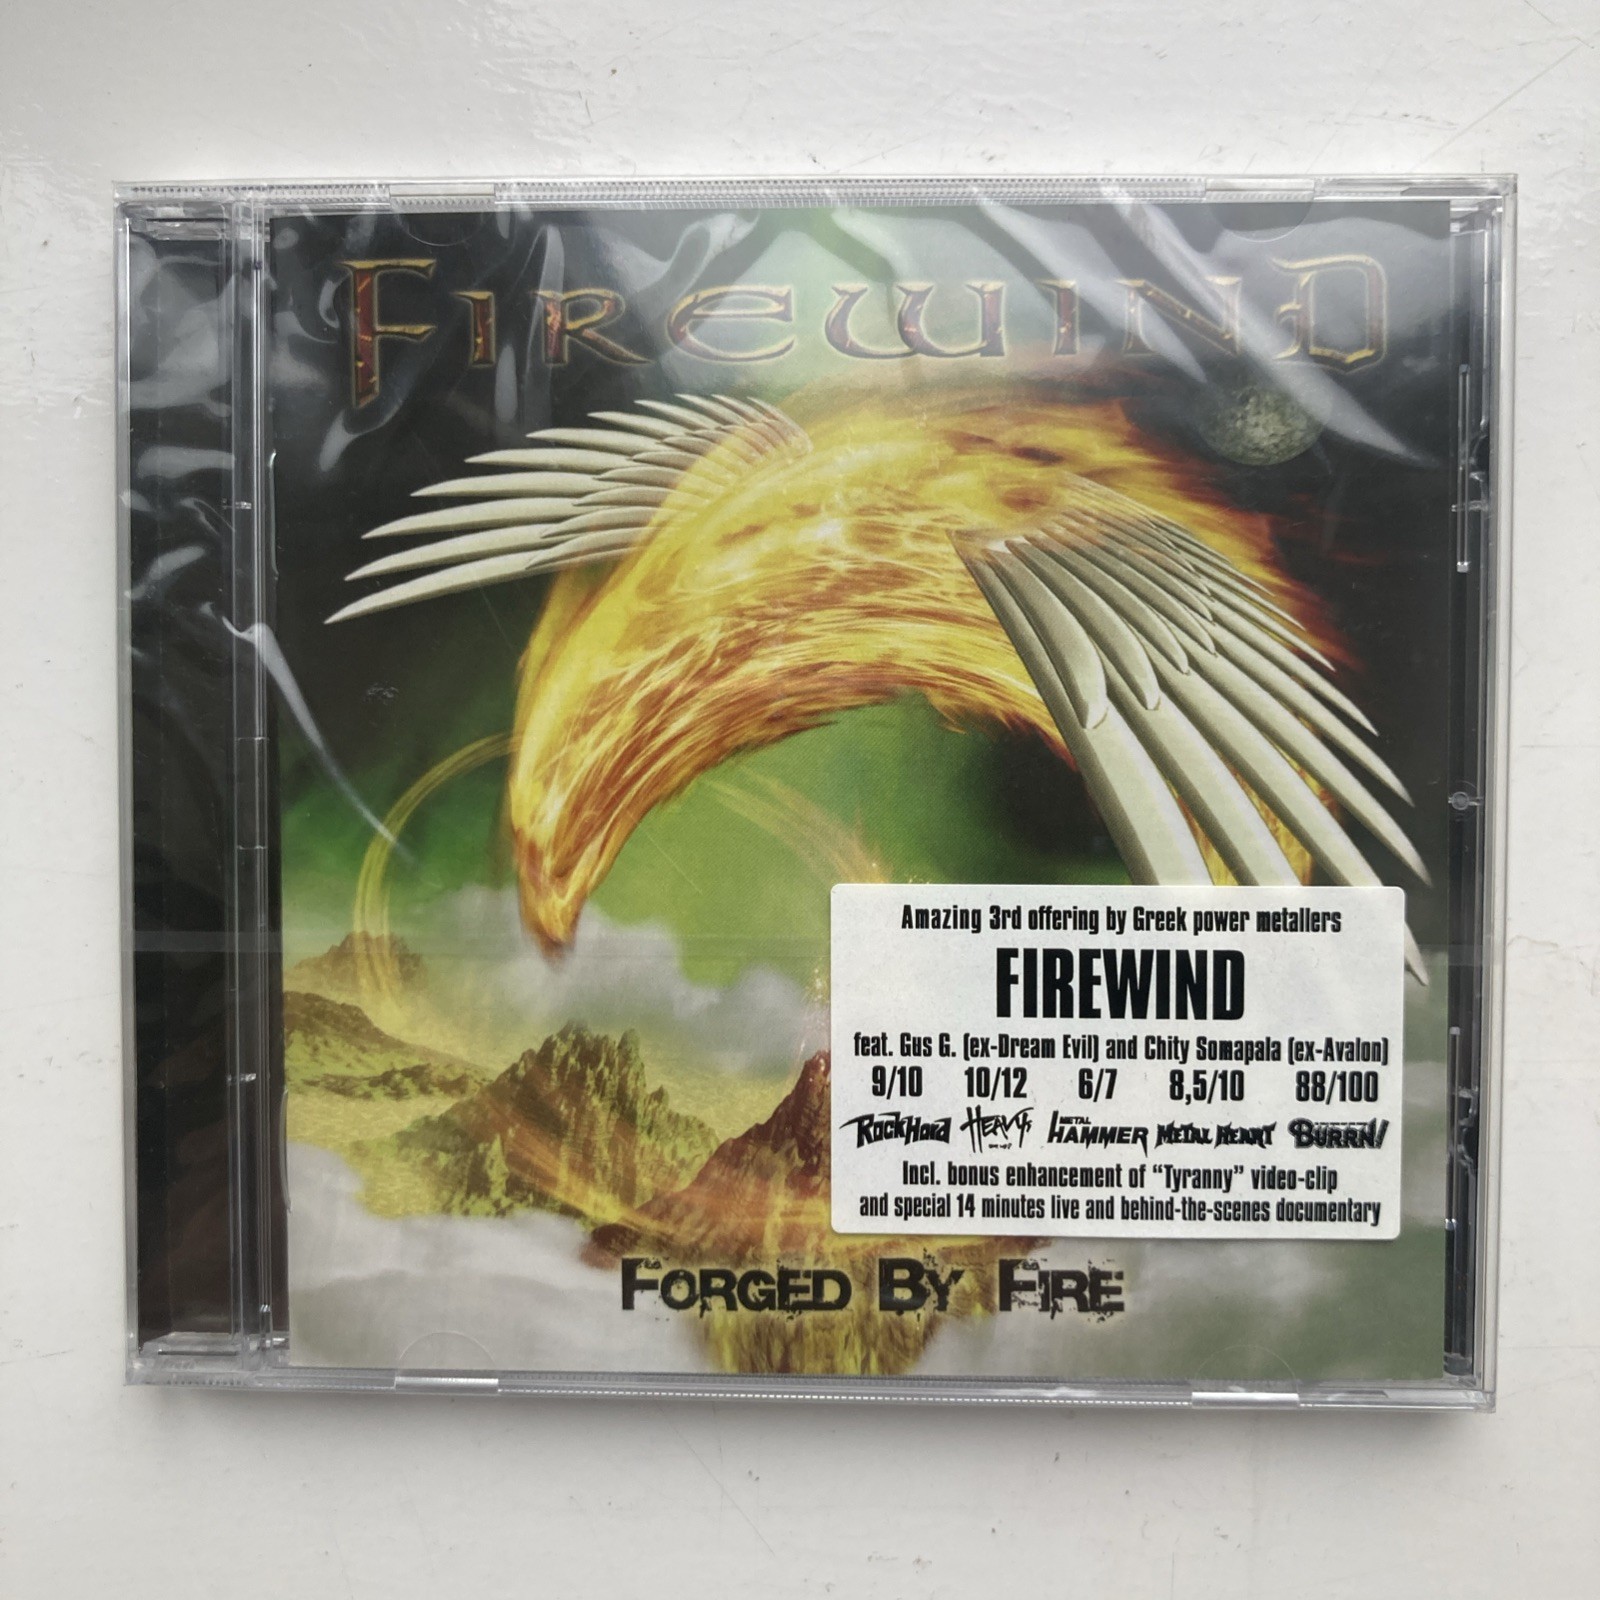 FIREWIND
Amazing 3rd offering by Greek power metallers
FIREWIND
feat. Gus G. (ex-Dream Evil) and Chity Somapala (ex-Avalon)
9/10 10/12 6/7 8,5/10 88/100
RockHard HEAVY METAL HAMMER METAL HEART BURRN!
Incl. bonus enhancement of “Tyranny” video-clip
and special 14 minutes live and behind-the-scenes documentary
FORGED BY FIRE